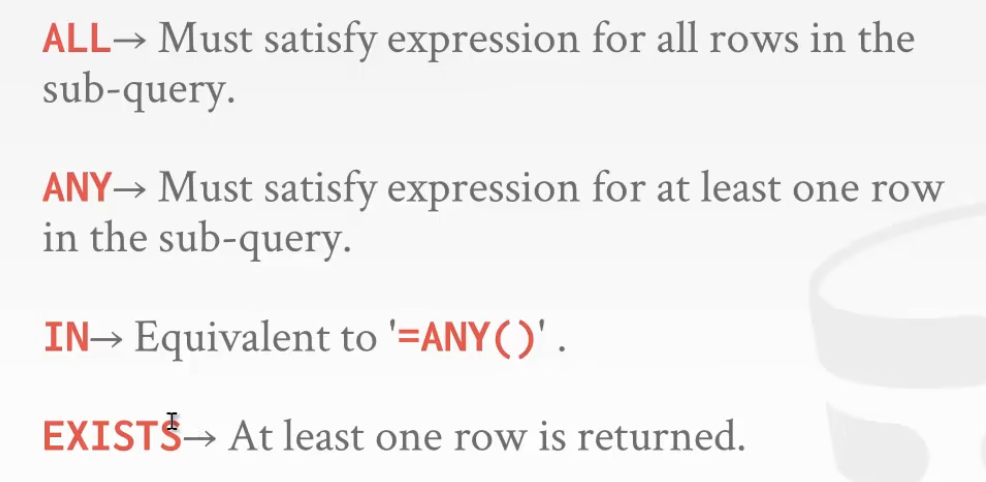 ALL→ Must satisfy expression for all rows in the
sub-query.
ANY→ Must satisfy expression for at least one row
in the sub-query.
IN→ Equivalent to '=ANY()' .
EXISTS→ At least one row is returned.